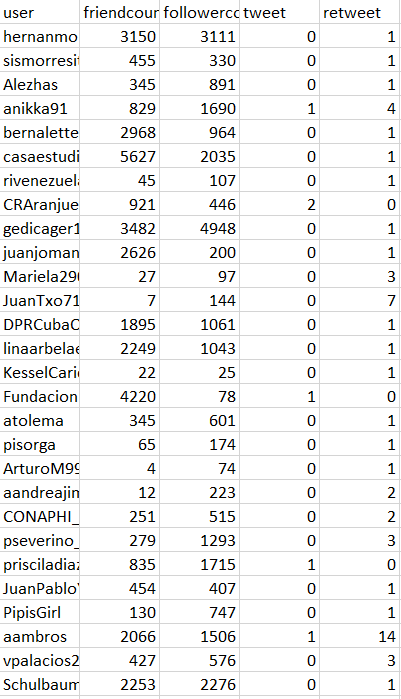 user friendcour followercc tweet retweet
hernanmo 3150 3111 0 1
sismorresit 455 330 0 1
Alezhas 345 891 0 1
anikka91 829 1690 1 4
bernalette 2968 964 0 1
casaestudi 5627 2035 0 1
rivenezuela 45 107 0 1
CRAranjue 921 446 2 0
gedicager1 3482 4948 0 1
juanjoman 2626 200 0 1
Mariela290 27 97 0 3
JuanTxo71 7 144 0 7
DPRCubaC 1895 1061 0 1
linaarbelae 2249 1043 0 1
KesselCario 22 25 0 1
Fundacion 4220 78 1 0
atolema 345 601 0 1
pisorga 65 174 0 1
ArturoM99 4 74 0 1
aandreajim 12 223 0 2
CONAPHI_ 251 515 0 2
pseverino_ 279 1293 0 3
prisciladiaz 835 1715 1 0
JuanPabloY 454 407 0 1
PipisGirl 130 747 0 1
aambros 2066 1506 1 14
vpalacios2 427 576 0 3
Schulbaum 2253 2276 0 1